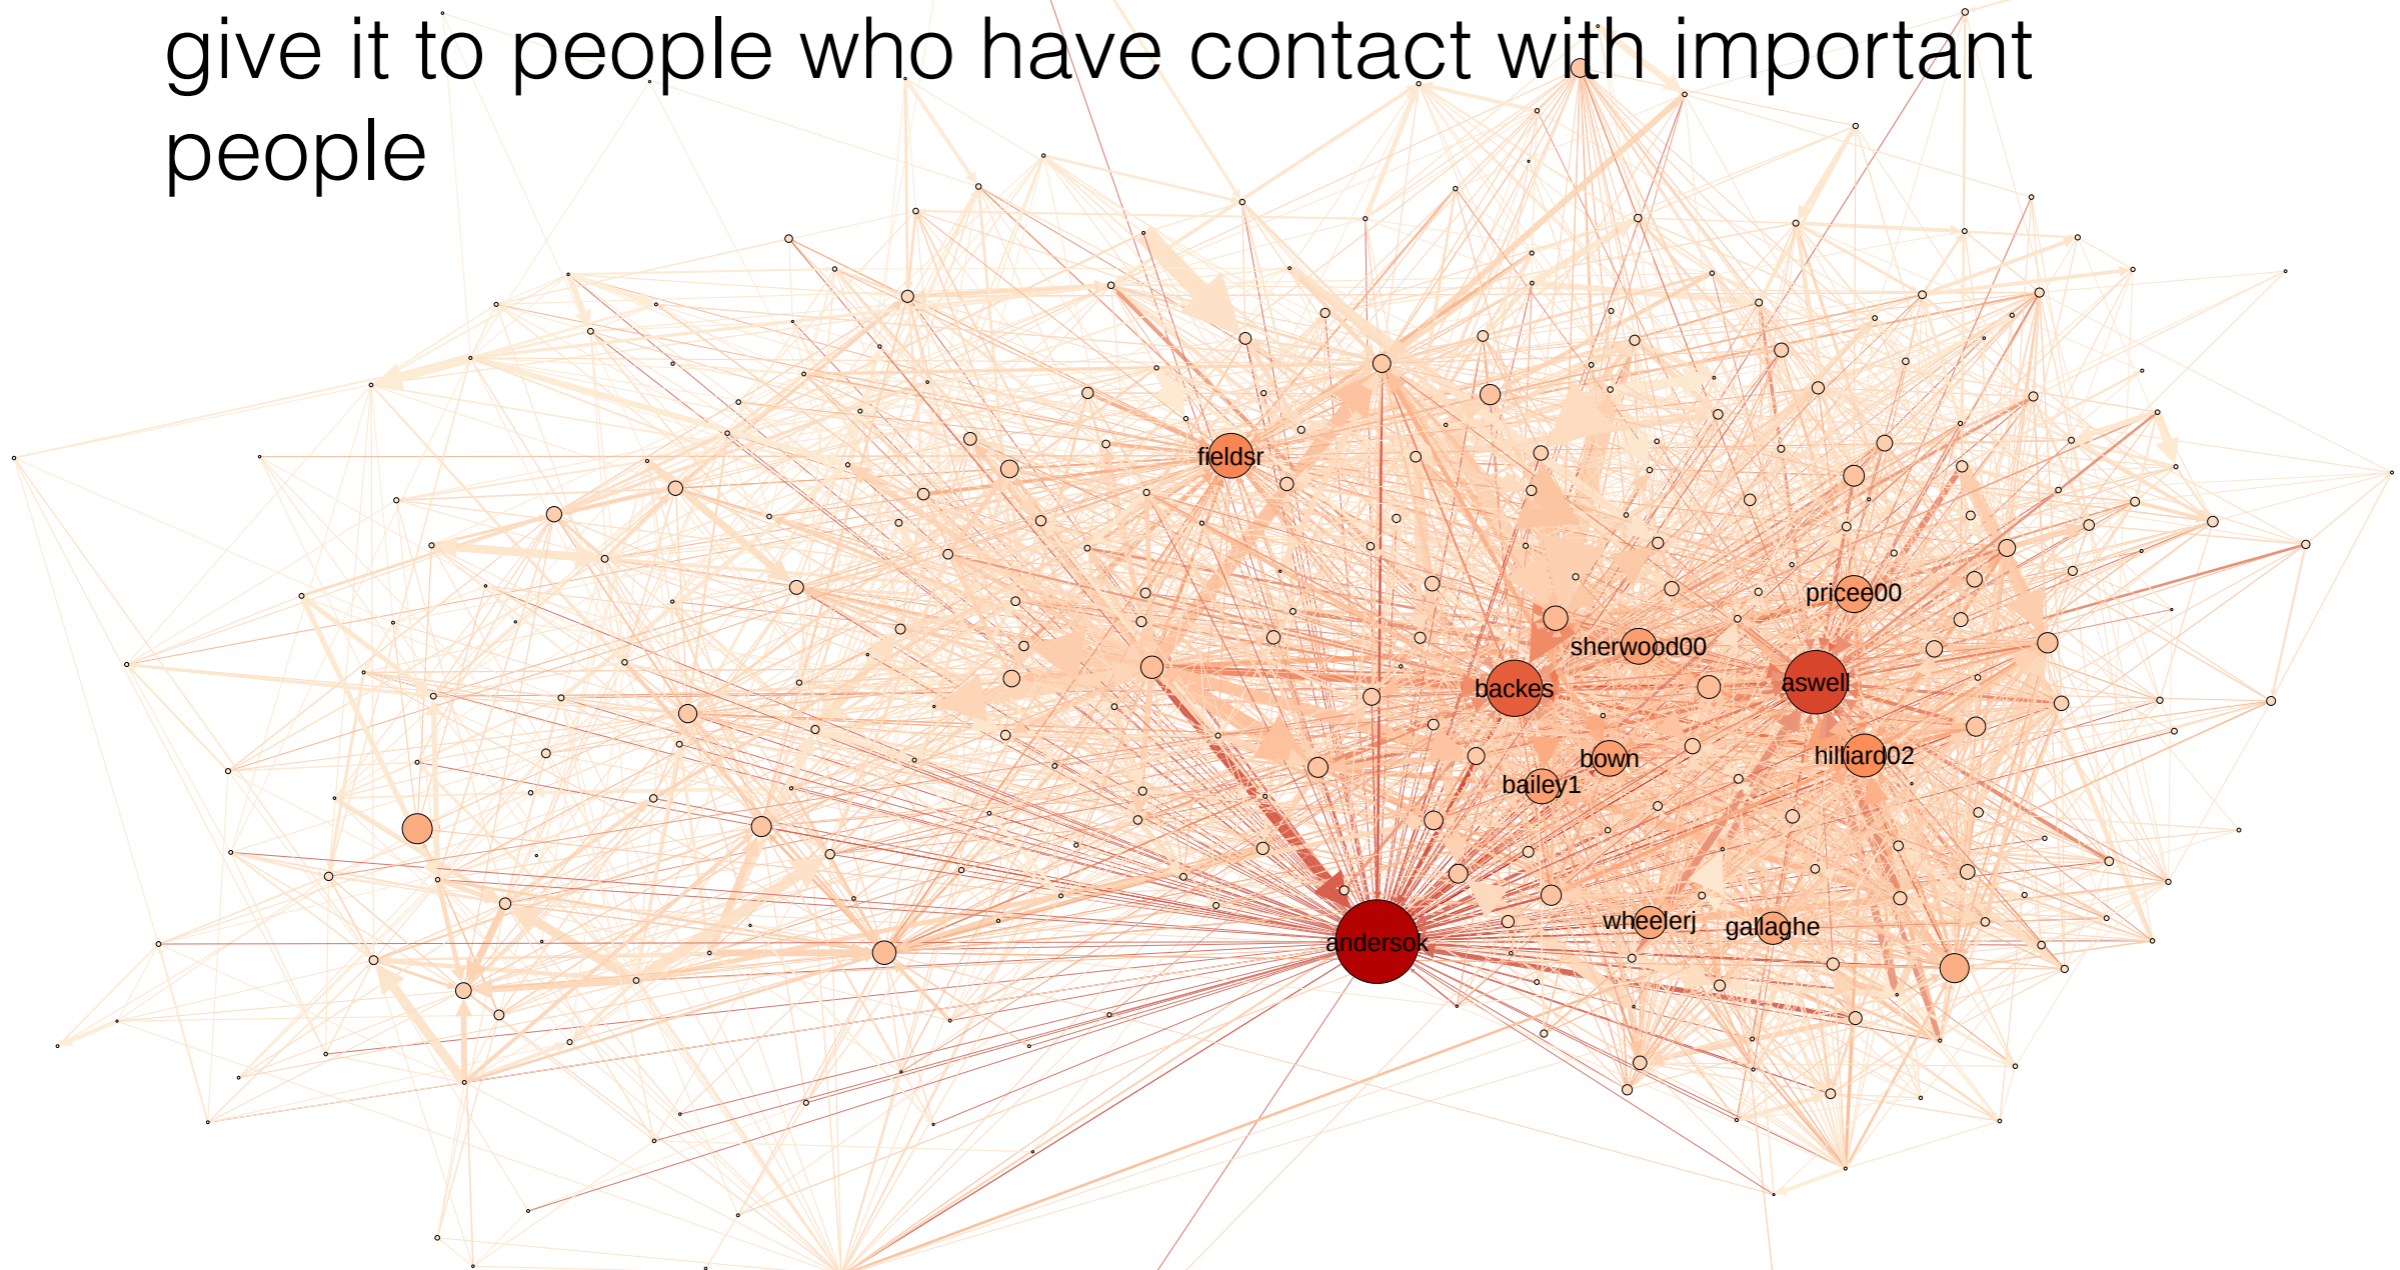 give it to people who have contact with important
people
fieldsr
pricee00
sherwood00
backes
aswell
bown
hilliard02
bailey1
wheelerj
gallaghe
andersok